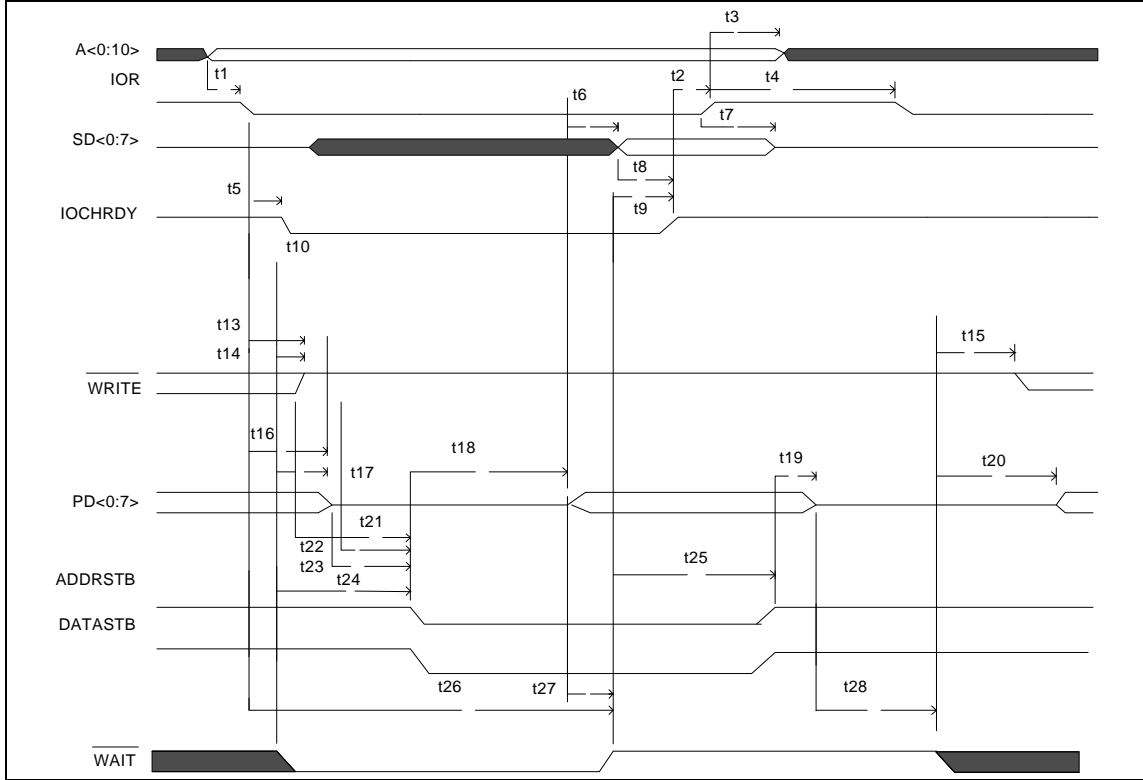 t3
A<0:10>
IOR
t1
t2
t4
t6
t7
SD<0:7>
t8
t5
t9
IOCHRDY
t10
t13
t14
t15
WRITE
t16
t18
t17
t19
t20
PD<0:7>
t21
t22
t23
t24
t25
ADDRSTB
DATASTB
t26
t27
t28
WAIT